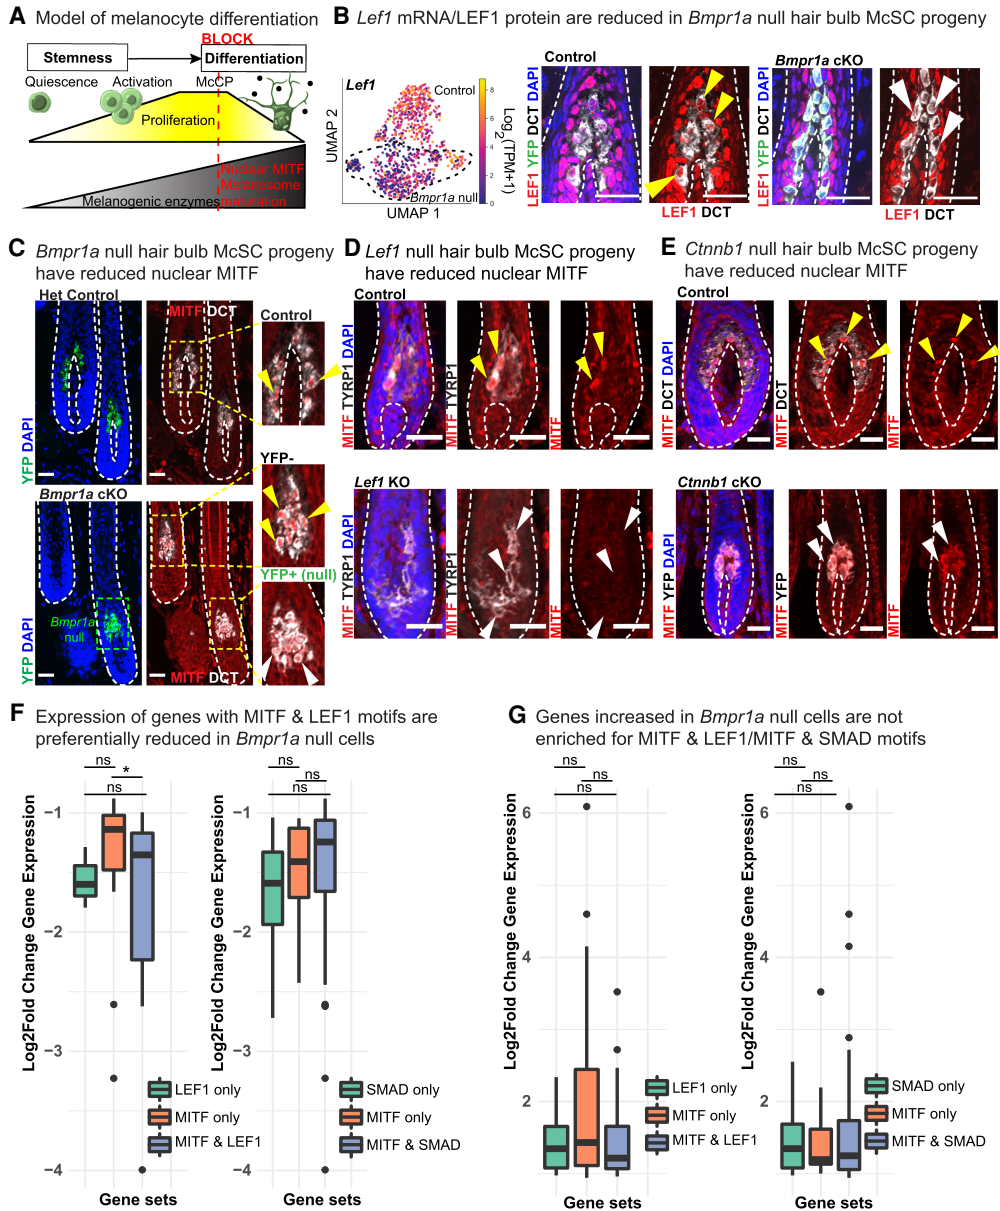 A Model of melanocyte differentiation
BLOCK
Stemness
Differentiation
Quiescence
Activation
McCP
Proliferation
Nuclear MITF
Melanosome
Melanogenic enzymes maturation
B Lef1 mRNA/LEF1 protein are reduced in Bmpr1a null hair bulb McSC progeny
Lef1
Control
Bmpr1a null
UMAP 2
UMAP 1
8
6
4
2
0
Log2(TPM+1)
Control
LEF1 YFP DCT DAPI
LEF1 DCT
Bmpr1a cKO
LEF1 YFP DCT DAPI
LEF1 DCT
C Bmpr1a null hair bulb McSC progeny
have reduced nuclear MITF
Het Control
YFP DAPI
MITF DCT
Control
YFP-
Bmpr1a cKO
YFP DAPI
Bmpr1a
null
MITF DCT
YFP+ (null)
D Lef1 null hair bulb McSC progeny
have reduced nuclear MITF
Control
MITF TYRP1 DAPI
MITF TYRP1
MITF
Lef1 KO
MITF TYRP1 DAPI
MITF TYRP1
MITF
E Ctnnb1 null hair bulb McSC progeny
have reduced nuclear MITF
Control
MITF DCT DAPI
MITF DCT
MITF
Ctnnb1 cKO
MITF YFP DAPI
MITF YFP
MITF
F Expression of genes with MITF & LEF1 motifs are
preferentially reduced in Bmpr1a null cells
ns
*
ns
Log2Fold Change Gene Expression
−1
−2
−3
−4
LEF1 only
MITF only
MITF & LEF1
Gene sets
ns
ns
ns
Log2Fold Change Gene Expression
−1
−2
−3
−4
SMAD only
MITF only
MITF & SMAD
Gene sets
G Genes increased in Bmpr1a null cells are not
enriched for MITF & LEF1/MITF & SMAD motifs
ns
ns
ns
Log2Fold Change Gene Expression
6
4
2
LEF1 only
MITF only
MITF & LEF1
Gene sets
ns
ns
ns
Log2Fold Change Gene Expression
6
4
2
SMAD only
MITF only
MITF & SMAD
Gene sets